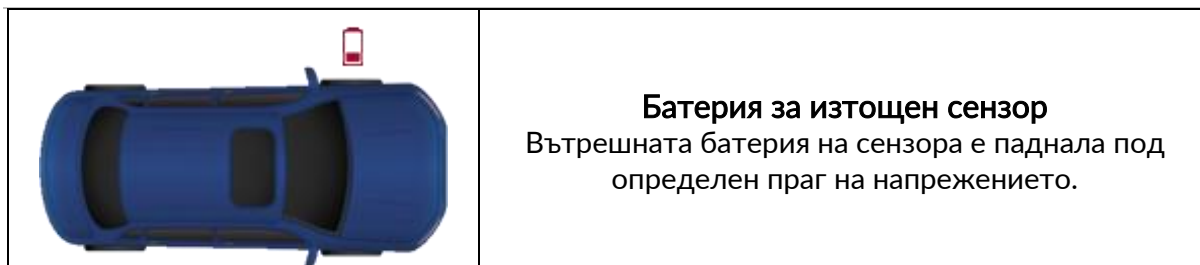 Батерия за изтощен сензор
Вътрешната батерия на сензора е паднала под
определен праг на напрежението.